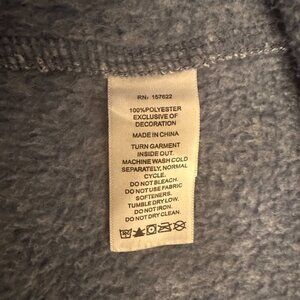 RN: 157622
100%POLYESTER
EXCLUSIVE OF
DECORATION
MADE IN CHINA
TURN GARMENT
INSIDE OUT.
MACHINE WASH COLD
SEPARATELY, NORMAL
CYCLE.
DO NOT BLEACH.
DO NOT USE FABRIC
SOFTENERS.
TUMBLE DRY LOW.
DO NOT IRON.
DO NOT DRY CLEAN.